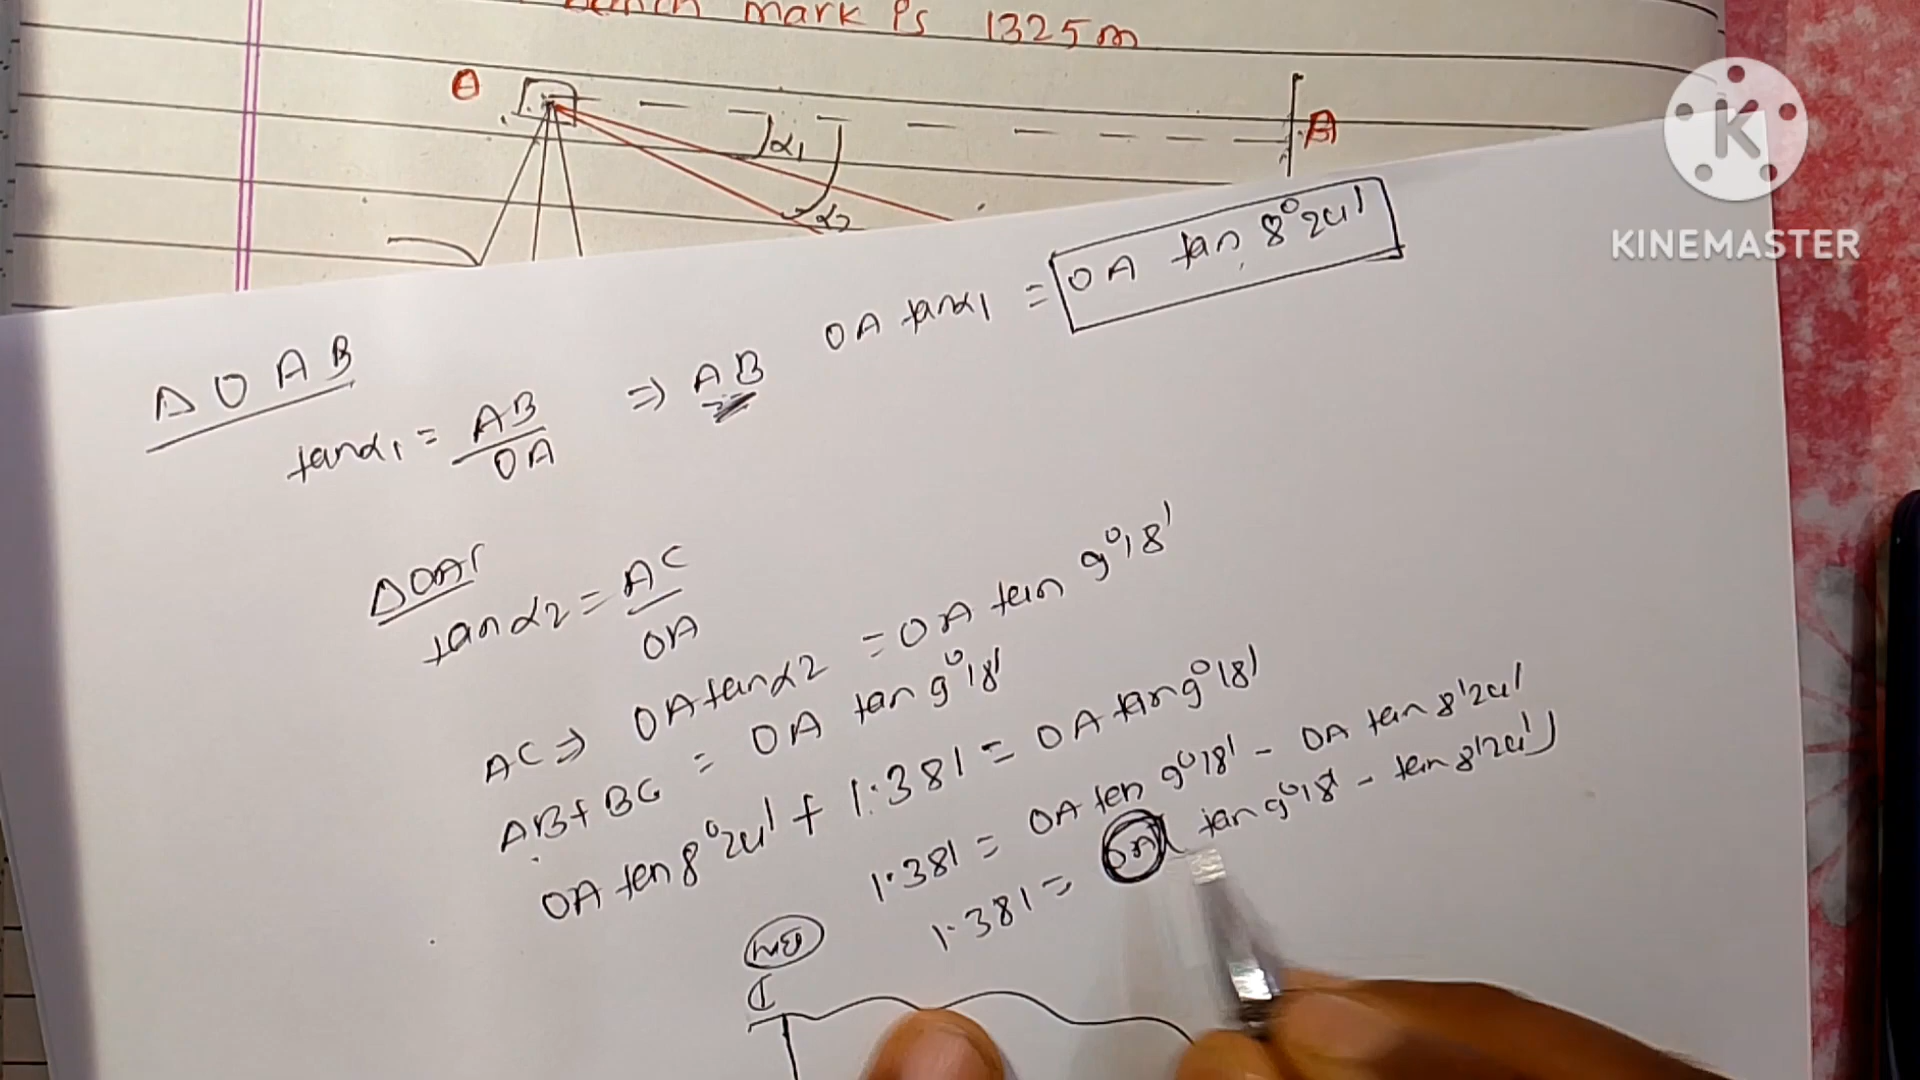 mark is 1325m
A
A
α1
α2
K
KINEMASTER
OA tanα1 = OA tan 8°24'
Δ OAB
tanα1 = AB/OA ⇒ AB
ΔOAC
tanα2 = AC/OA
AC ⇒ OA tanα2 = OA tan 9°18'
AB + BC = OA tan 9°18'
OA tan 8°24' + 1.381 = OA tan 9°18'
1.381 = OA tan 9°18' - OA tan 8'24'
1.381 = OA( tan 9°18' - tan 8'24')